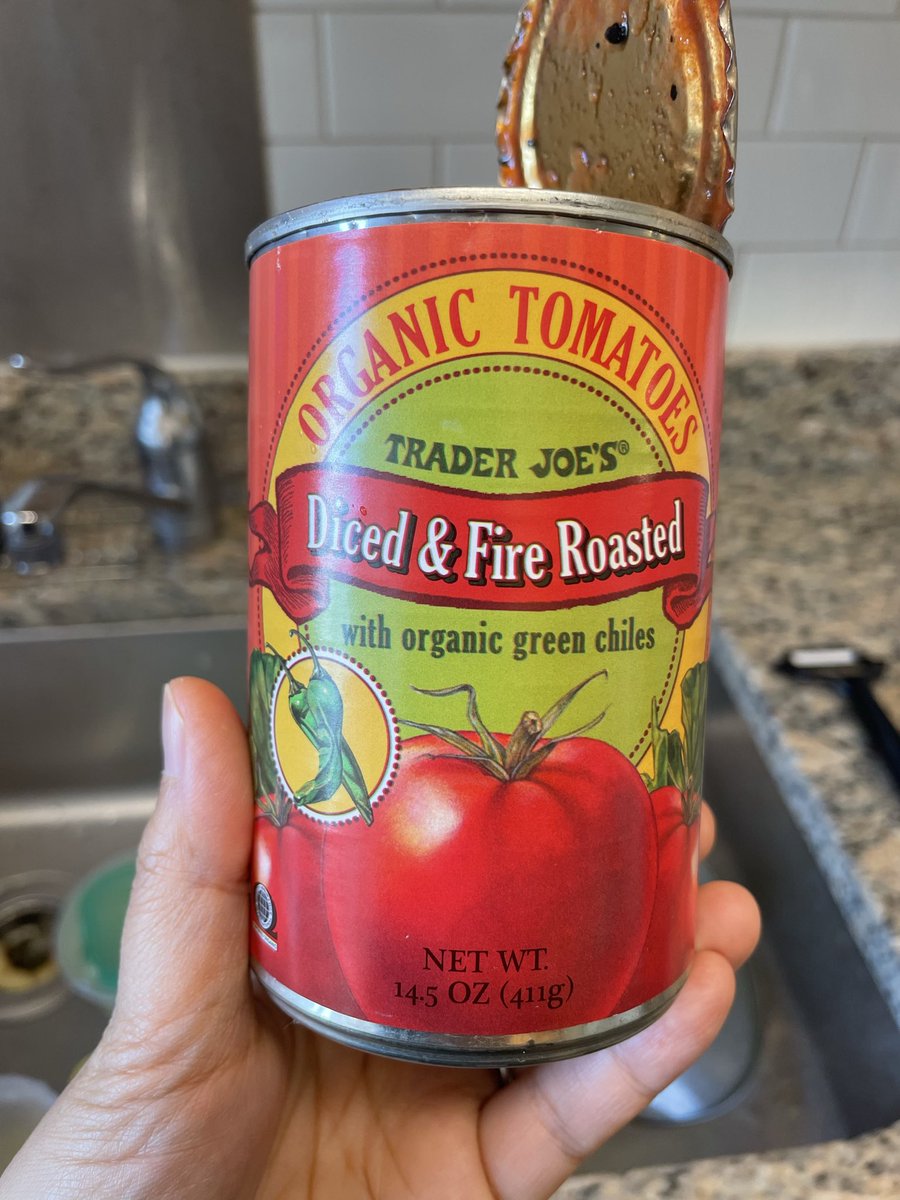 ORGANIC TOMATOES
TRADER JOE'S®
Diced & Fire Roasted
with organic green chiles
NET WT.
14.5 OZ (411g)